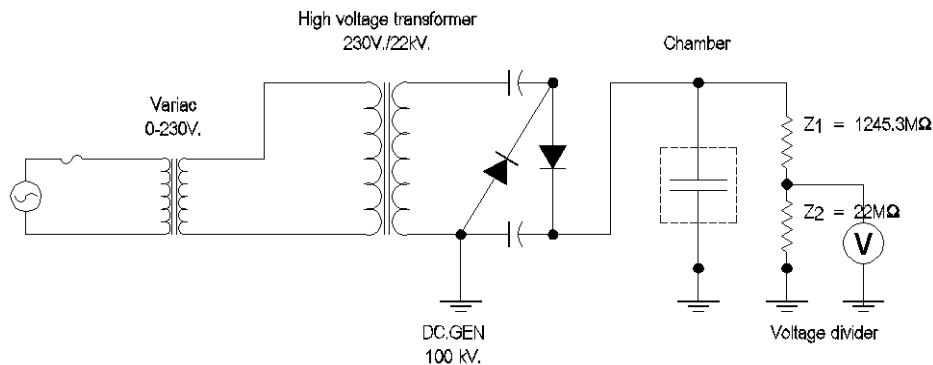 High voltage transformer
230V./22kV.
Chamber
Variac
0-230V.
Z1 = 1245.3MΩ
Z2 = 22MΩ
V
DC.GEN
100 kV.
Voltage divider